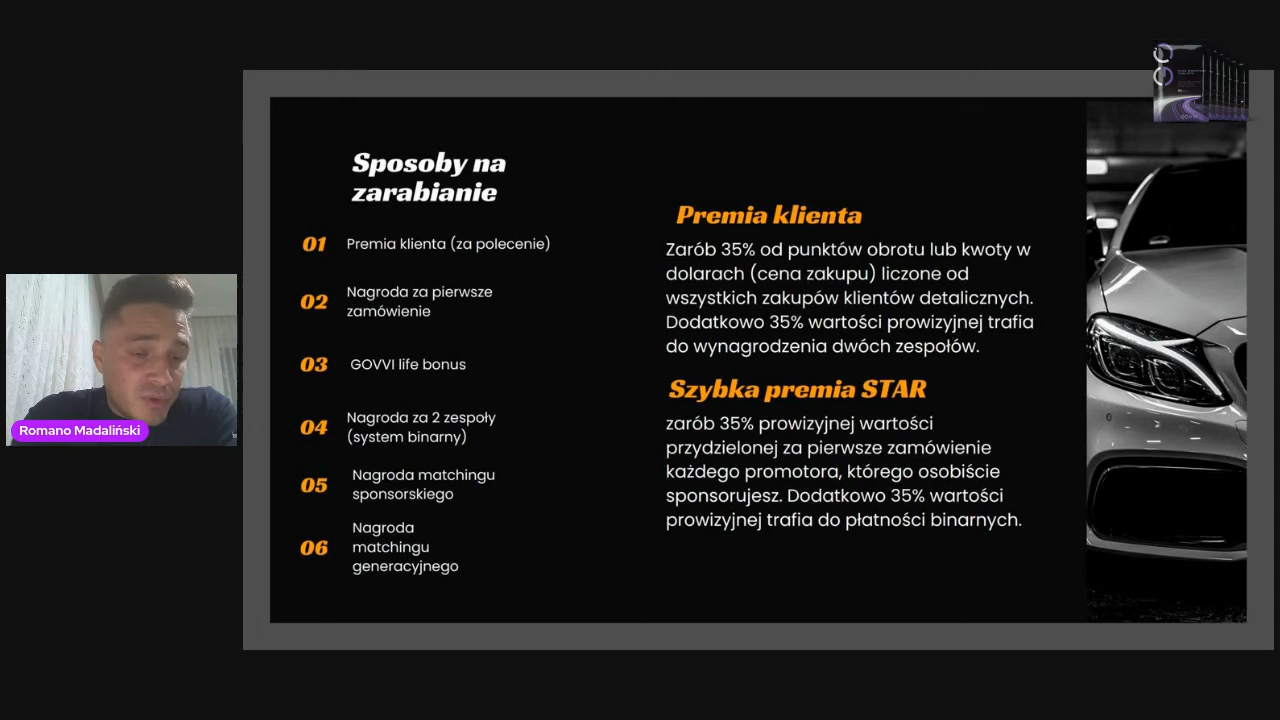 Sposoby na
zarabianie
01 Premia klienta (za polecenie)
02 Nagroda za pierwsze
zamówienie
03 GOVVI life bonus
04 Nagroda za 2 zespoły
(system binarny)
05 Nagroda matchingu
sponsorskiego
06 Nagroda
matchingu
generacyjnego
Premia klienta
Zarób 35% od punktów obrotu lub kwoty w
dolarach (cena zakupu) liczone od
wszystkich zakupów klientów detalicznych.
Dodatkowo 35% wartości prowizyjnej trafia
do wynagrodzenia dwóch zespołów.
Szybka premia STAR
zarób 35% prowizyjnej wartości
przydzielonej za pierwsze zamówienie
każdego promotora, którego osobiście
sponsorujesz. Dodatkowo 35% wartości
prowizyjnej trafia do płatności binarnych.
Romano Madaliński